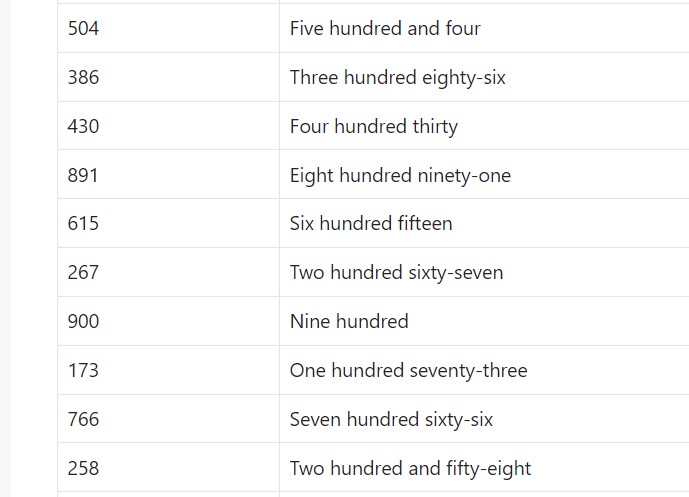 504 Five hundred and four
386 Three hundred eighty-six
430 Four hundred thirty
891 Eight hundred ninety-one
615 Six hundred fifteen
267 Two hundred sixty-seven
900 Nine hundred
173 One hundred seventy-three
766 Seven hundred sixty-six
258 Two hundred and fifty-eight